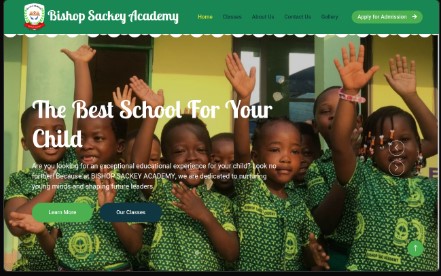 Bishop Sackey Academy
Home Classes About Us Contact Us Gallery Apply for Admission
The Best School For Your
Child
Are you looking for an exceptional educational experience for your child? Look no
further! Because at BISHOP SACKEY ACADEMY, we are dedicated to nurturing
young minds and shaping future leaders.
Learn More Our Classes